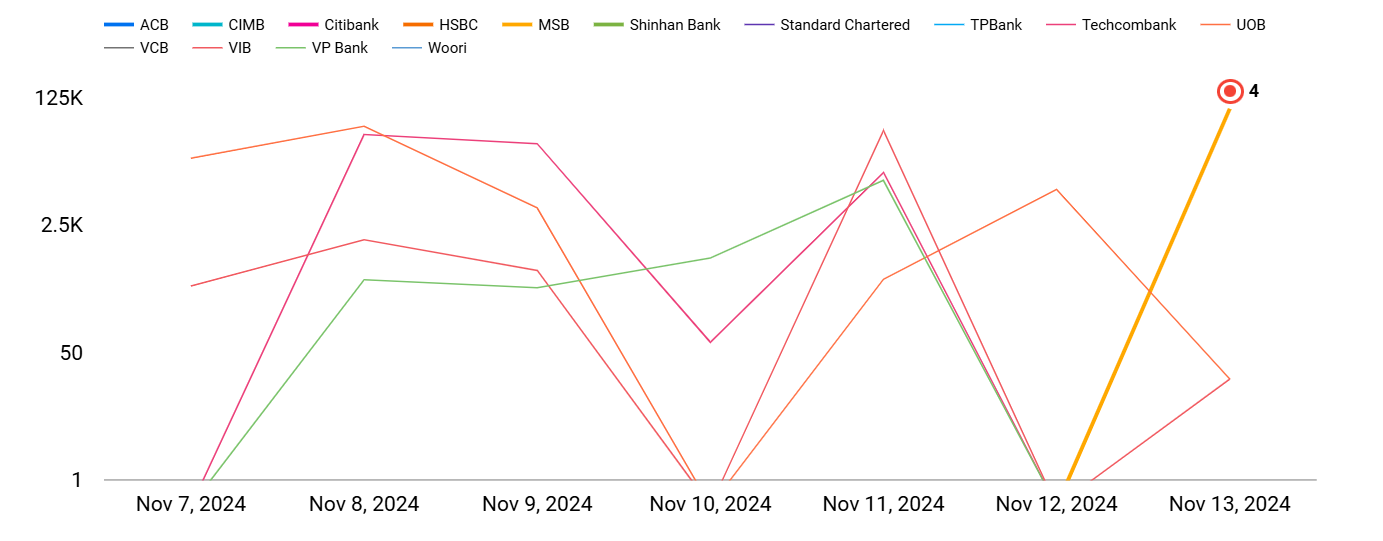 ACB CIMB Citibank HSBC MSB Shinhan Bank Standard Chartered TPBank Techcombank UOB
VCB VIB VP Bank Woori
125K
4
2.5K
50
1
Nov 7, 2024 Nov 8, 2024 Nov 9, 2024 Nov 10, 2024 Nov 11, 2024 Nov 12, 2024 Nov 13, 2024